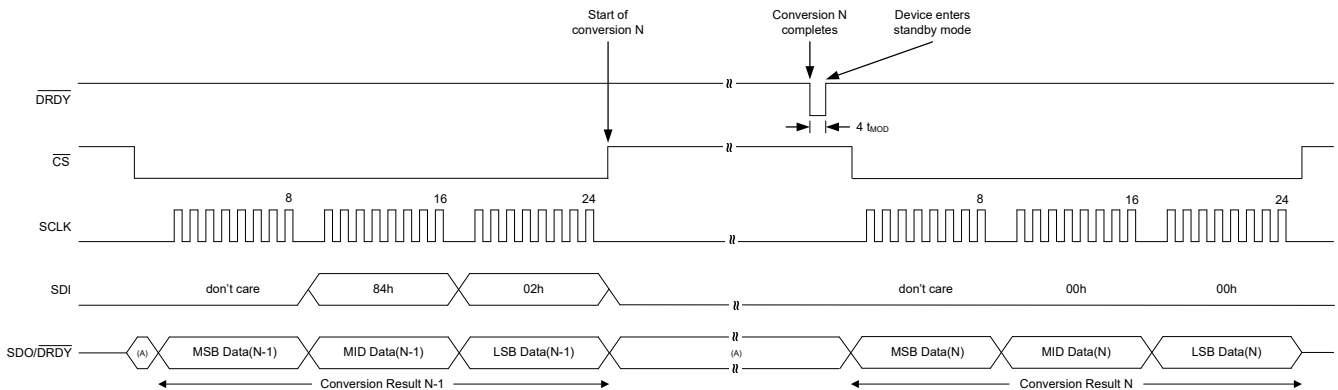 Start of
conversion N
Conversion N
completes
Device enters
standby mode
DRDY
4 tMOD
CS
8
16
24
8
16
24
SCLK
SDI
don't care
84h
02h
don't care
00h
00h
SDO/DRDY
(A)
MSB Data(N-1)
MID Data(N-1)
LSB Data(N-1)
(A)
MSB Data(N)
MID Data(N)
LSB Data(N)
Conversion Result N-1
Conversion Result N